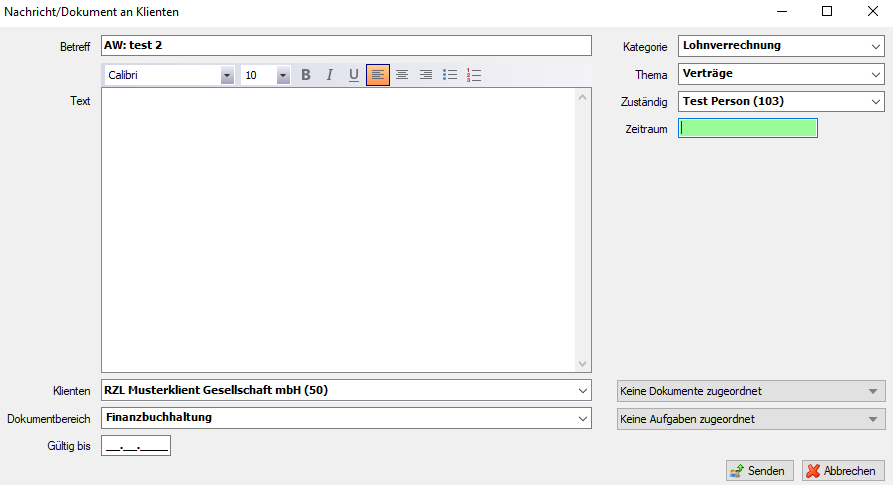 Nachricht/Dokument an Klienten
Betreff AW: test 2
Calibri 10 B I U
Text
Kategorie Lohnverrechnung
Thema Verträge
Zuständig Test Person (103)
Zeitraum
Klienten RZL Musterklient Gesellschaft mbH (50)
Keine Dokumente zugeordnet
Dokumentbereich Finanzbuchhaltung
Keine Aufgaben zugeordnet
Gültig bis __.__.____
Senden Abbrechen